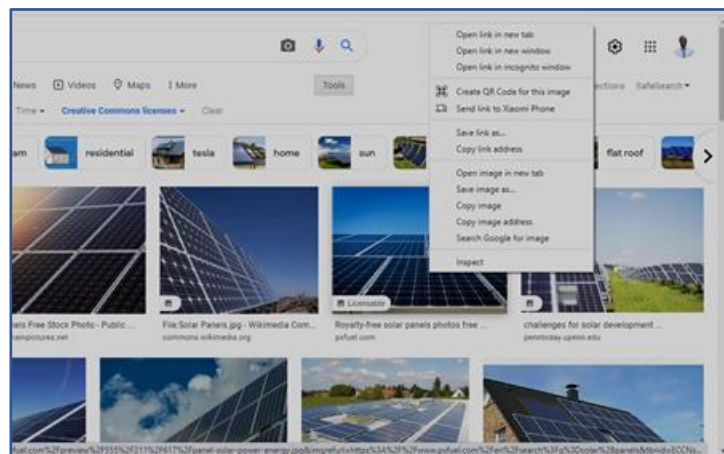 Open link in new tab
Open link in new window
Open link in incognito window
News Videos Maps More Tools
SafeSearch
Time Creative Commons licenses Clear
Create QR Code for this image
Send link to Xiaomi Phone
Save link as...
Copy link address
am residential tesla home sun flat roof
Open image in new tab
Save image as...
Copy image
Copy image address
Search Google for image
Inspect
Licensable
els Free Stock Photo - Public ...
File:Solar Panels.jpg - Wikimedia Com...
Royalty-free solar panels photos free ...
challenges for solar development ...
mainpictures.net
commons.wikimedia.org
pxfuel.com
penntoday.upenn.edu